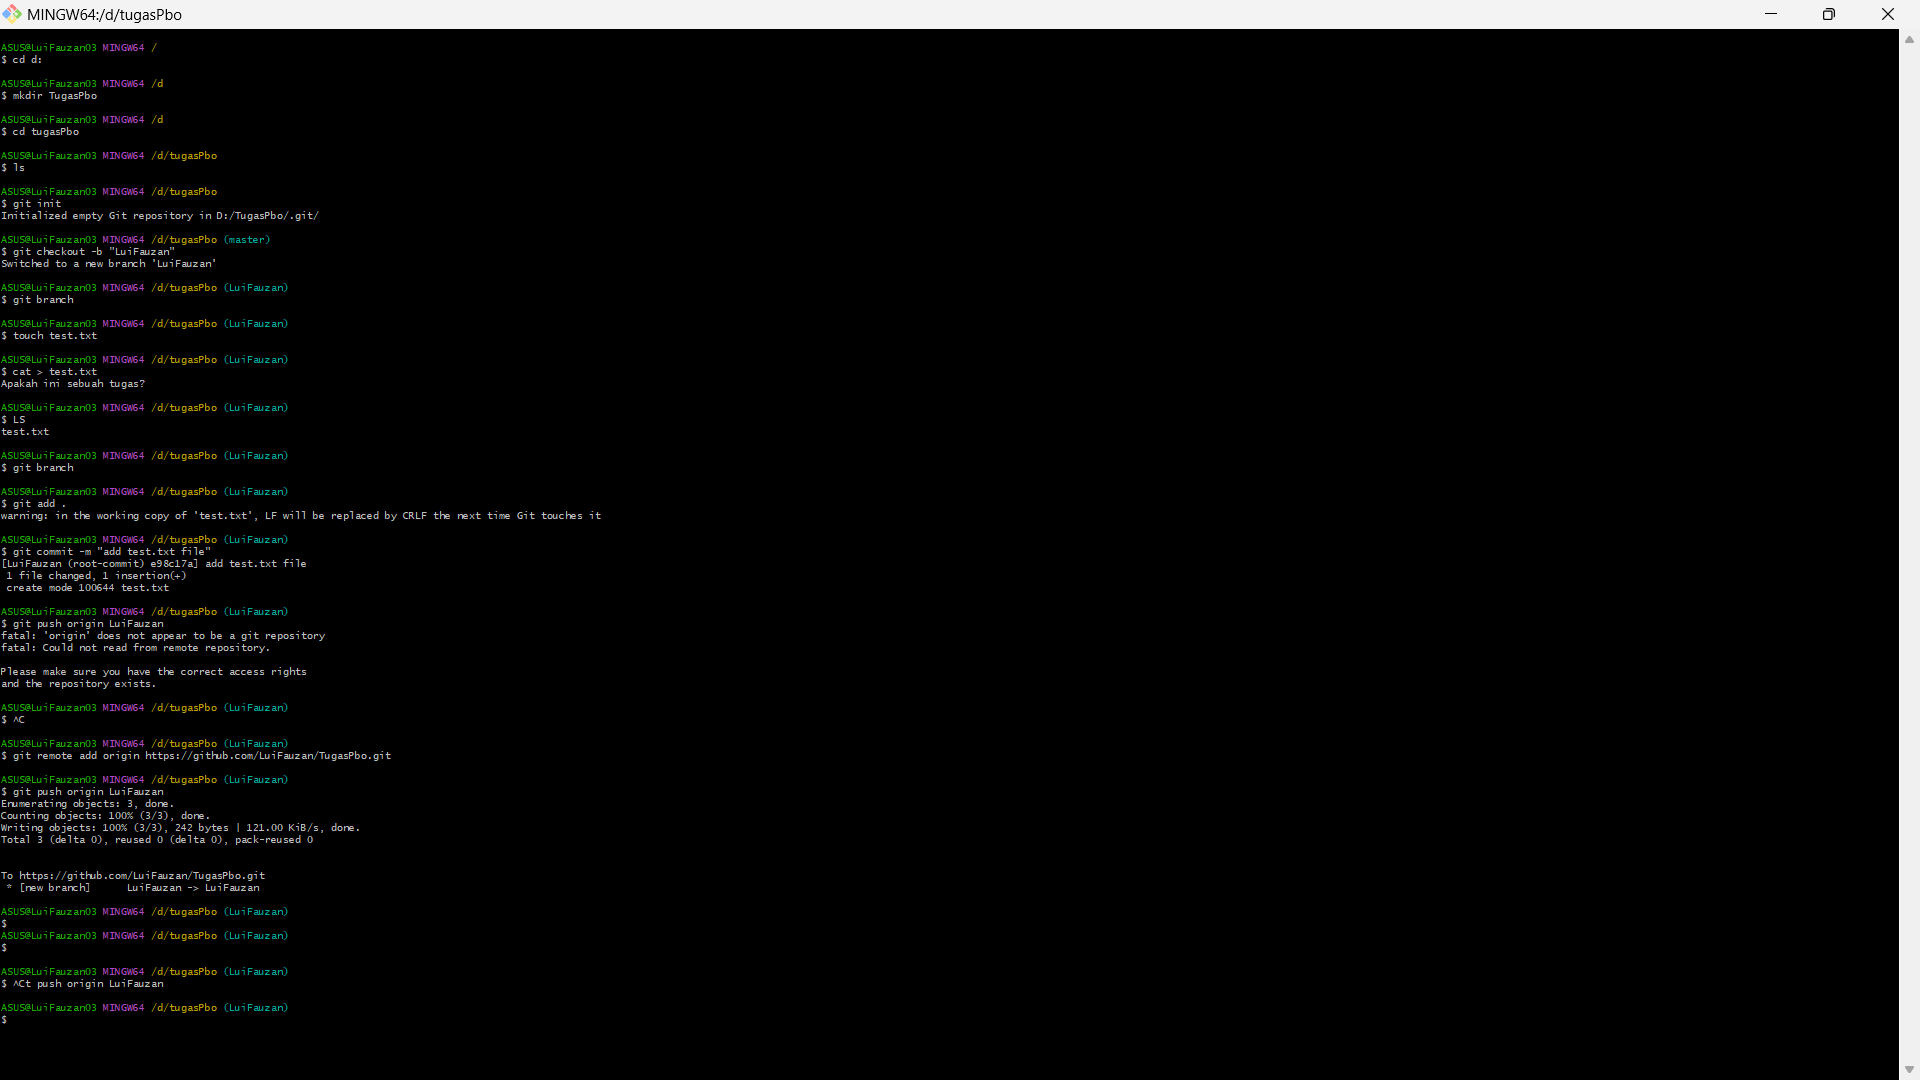 MINGW64:/d/tugasPbo
ASUS@LuiFauzan03 MINGW64 /
$ cd d:
ASUS@LuiFauzan03 MINGW64 /d
$ mkdir TugasPbo
ASUS@LuiFauzan03 MINGW64 /d
$ cd tugasPbo
ASUS@LuiFauzan03 MINGW64 /d/tugasPbo
$ ls
ASUS@LuiFauzan03 MINGW64 /d/tugasPbo
$ git init
Initialized empty Git repository in D:/TugasPbo/.git/
ASUS@LuiFauzan03 MINGW64 /d/tugasPbo (master)
$ git checkout -b "LuiFauzan"
Switched to a new branch 'LuiFauzan'
ASUS@LuiFauzan03 MINGW64 /d/tugasPbo (LuiFauzan)
$ git branch
ASUS@LuiFauzan03 MINGW64 /d/tugasPbo (LuiFauzan)
$ touch test.txt
ASUS@LuiFauzan03 MINGW64 /d/tugasPbo (LuiFauzan)
$ cat > test.txt
Apakah ini sebuah tugas?
ASUS@LuiFauzan03 MINGW64 /d/tugasPbo (LuiFauzan)
$ LS
test.txt
ASUS@LuiFauzan03 MINGW64 /d/tugasPbo (LuiFauzan)
$ git branch
ASUS@LuiFauzan03 MINGW64 /d/tugasPbo (LuiFauzan)
$ git add .
warning: in the working copy of 'test.txt', LF will be replaced by CRLF the next time Git touches it
ASUS@LuiFauzan03 MINGW64 /d/tugasPbo (LuiFauzan)
$ git commit -m "add test.txt file"
[LuiFauzan (root-commit) e98c17a] add test.txt file
1 file changed, 1 insertion(+)
create mode 100644 test.txt
ASUS@LuiFauzan03 MINGW64 /d/tugasPbo (LuiFauzan)
$ git push origin LuiFauzan
fatal: 'origin' does not appear to be a git repository
fatal: Could not read from remote repository.
Please make sure you have the correct access rights
and the repository exists.
ASUS@LuiFauzan03 MINGW64 /d/tugasPbo (LuiFauzan)
$ ^C
ASUS@LuiFauzan03 MINGW64 /d/tugasPbo (LuiFauzan)
$ git remote add origin https://github.com/LuiFauzan/TugasPbo.git
ASUS@LuiFauzan03 MINGW64 /d/tugasPbo (LuiFauzan)
$ git push origin LuiFauzan
Enumerating objects: 3, done.
Counting objects: 100% (3/3), done.
Writing objects: 100% (3/3), 242 bytes | 121.00 KiB/s, done.
Total 3 (delta 0), reused 0 (delta 0), pack-reused 0
To https://github.com/LuiFauzan/TugasPbo.git
* [new branch]      LuiFauzan -> LuiFauzan
ASUS@LuiFauzan03 MINGW64 /d/tugasPbo (LuiFauzan)
$
ASUS@LuiFauzan03 MINGW64 /d/tugasPbo (LuiFauzan)
$
ASUS@LuiFauzan03 MINGW64 /d/tugasPbo (LuiFauzan)
$ ^Ct push origin LuiFauzan
ASUS@LuiFauzan03 MINGW64 /d/tugasPbo (LuiFauzan)
$